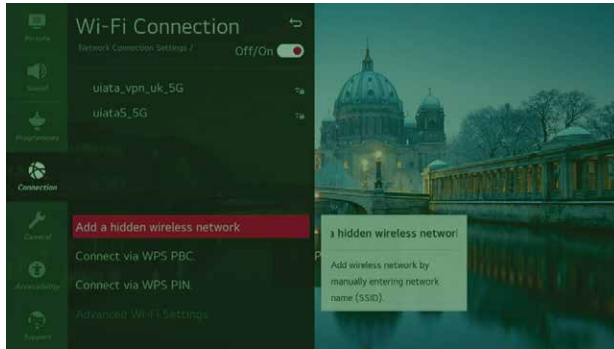 Picture
Sound
Programmes
Connection
General
Accessibility
Support
Wi-Fi Connection
Network Connection Settings /
Off/On
uiata_vpn_uk_5G
uiata5_5G
Add a hidden wireless network
Connect via WPS PBC.
Connect via WPS PIN.
Advanced Wi-Fi Settings
a hidden wireless networ
Add wireless network by
manually entering network
name (SSID).